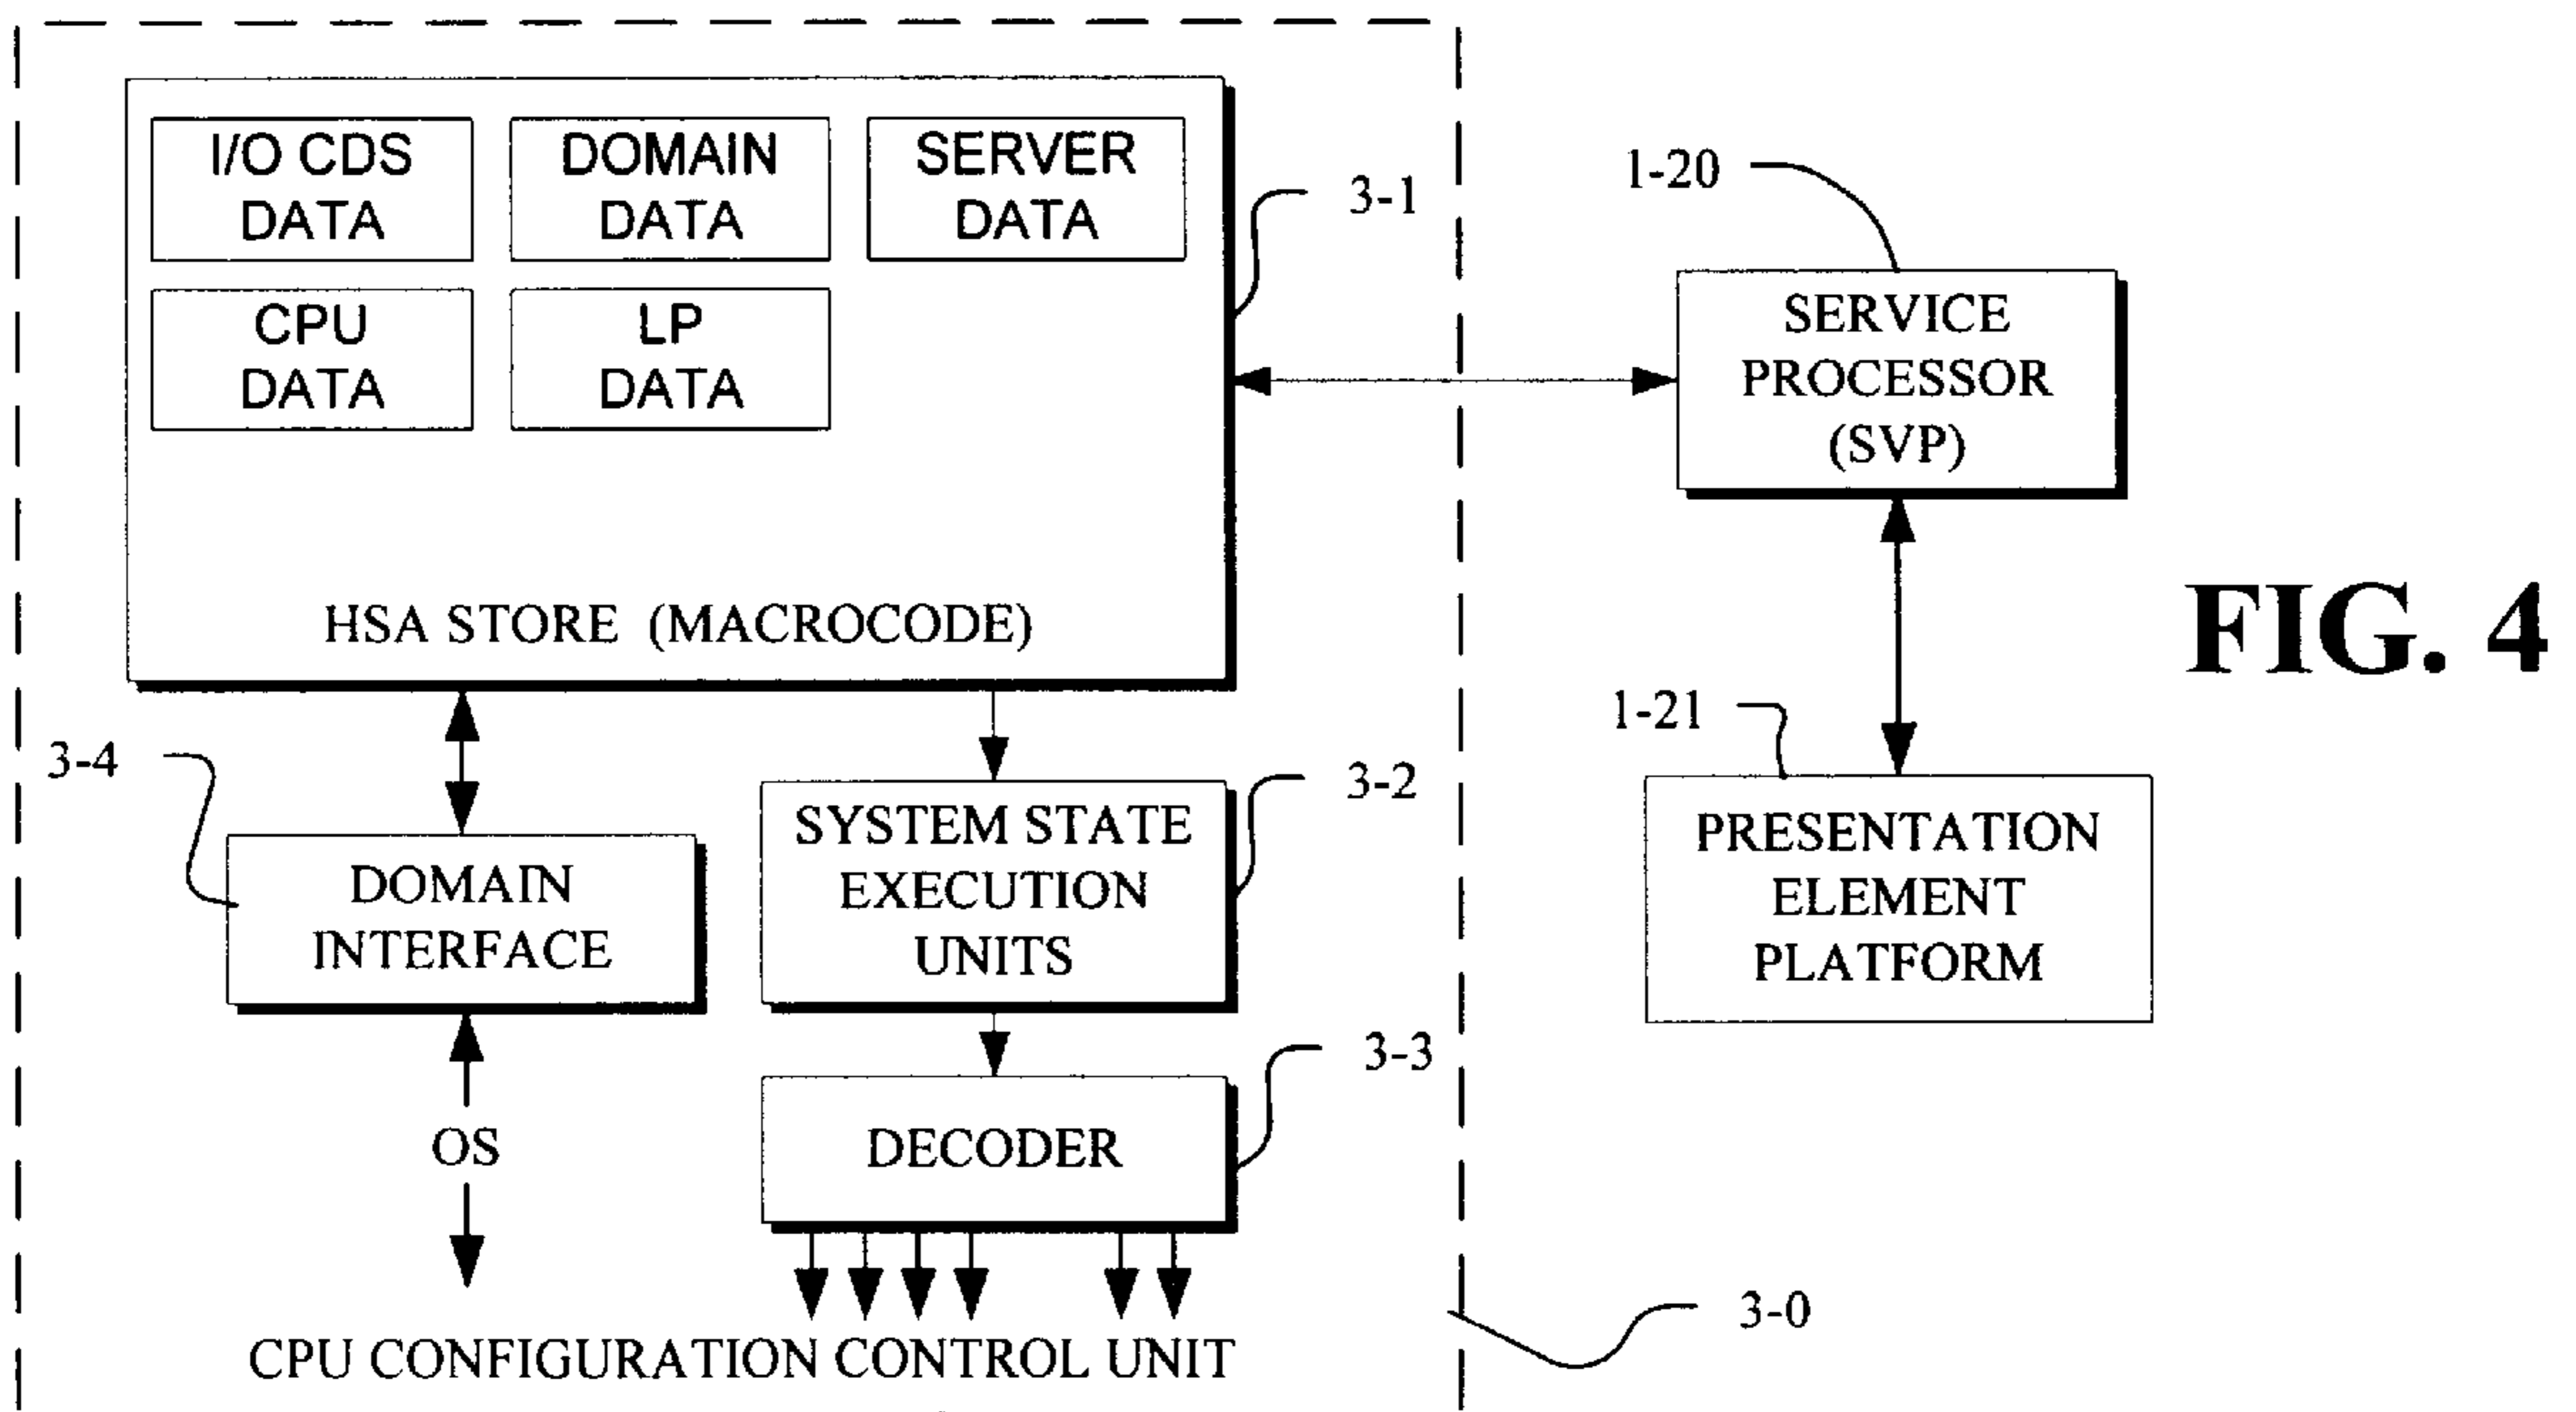 I/O CDS
DATA
DOMAIN
DATA
SERVER
DATA
CPU
DATA
LP
DATA
HSA STORE (MACROCODE)
3-1
1-20
SERVICE
PROCESSOR
(SVP)
FIG. 4
1-21
PRESENTATION
ELEMENT
PLATFORM
3-4
DOMAIN
INTERFACE
3-2
SYSTEM STATE
EXECUTION
UNITS
3-3
DECODER
OS
3-0
CPU CONFIGURATION CONTROL UNIT